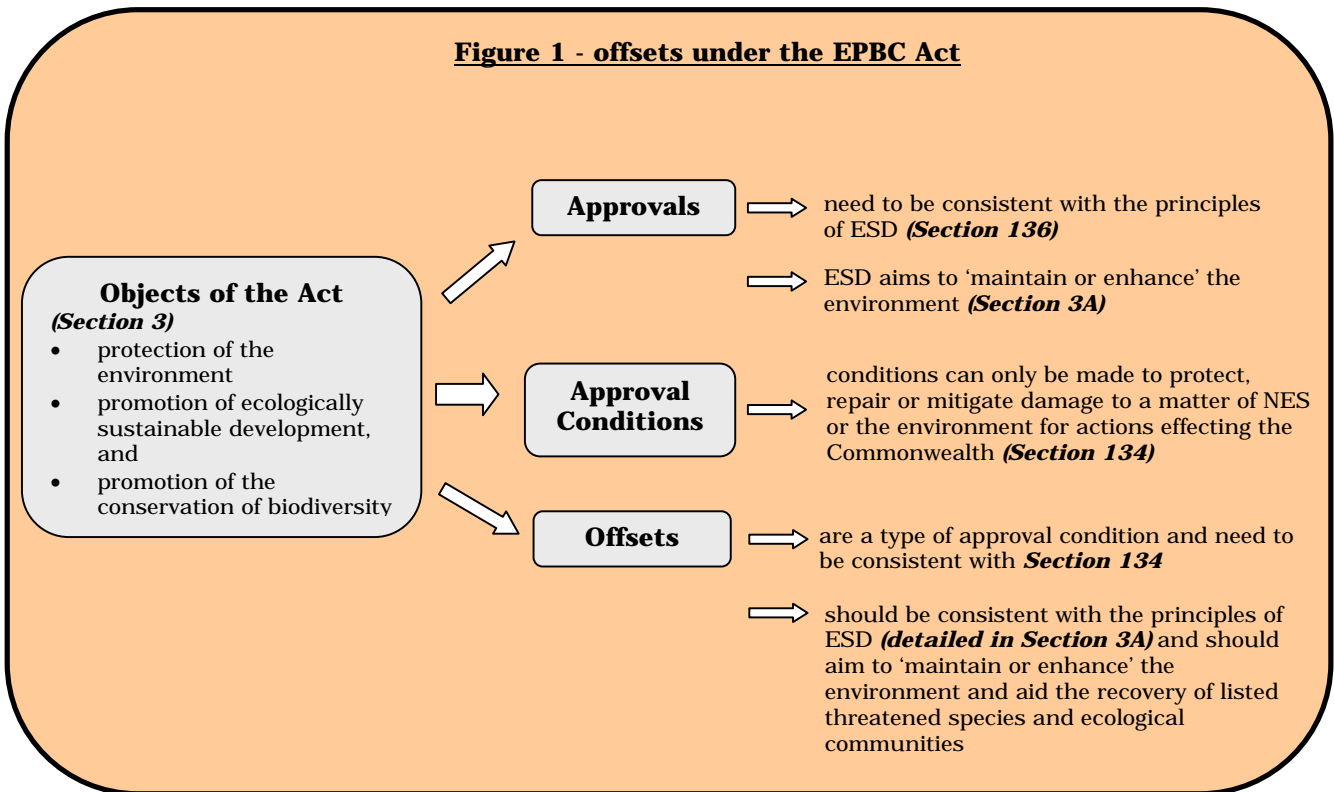 Figure 1 - offsets under the EPBC Act
Objects of the Act
(Section 3)
• protection of the
environment
• promotion of ecologically
sustainable development,
and
• promotion of the
conservation of biodiversity
Approvals
need to be consistent with the principles
of ESD (Section 136)
ESD aims to ‘maintain or enhance’ the
environment (Section 3A)
Approval
Conditions
conditions can only be made to protect,
repair or mitigate damage to a matter of NES
or the environment for actions effecting the
Commonwealth (Section 134)
Offsets
are a type of approval condition and need to
be consistent with Section 134
should be consistent with the principles of
ESD (detailed in Section 3A) and should
aim to ‘maintain or enhance’ the
environment and aid the recovery of listed
threatened species and ecological
communities